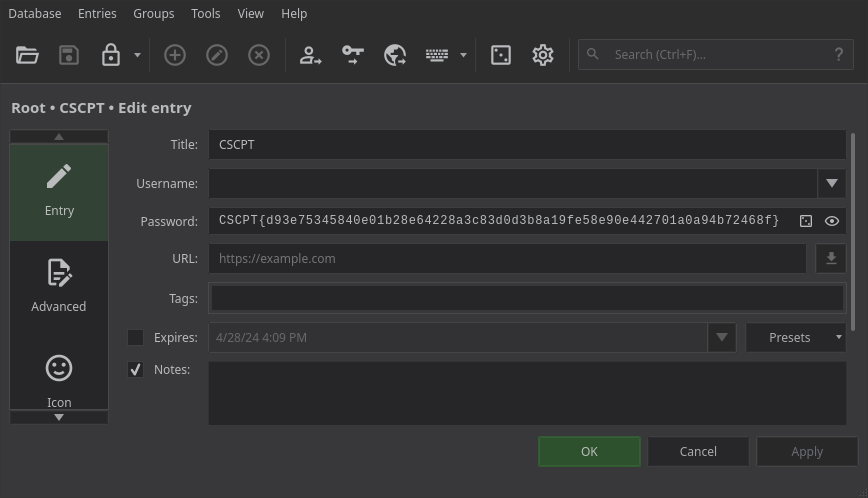 Database Entries Groups Tools View Help
Search (Ctrl+F)... ?
Root • CSCPT • Edit entry
Title: CSCPT
Username:
Entry
Password: CSCPT{d93e75345840e01b28e64228a3c83d0d3b8a19fe58e90e442701a0a94b72468f}
URL: https://example.com
Tags:
Advanced
Expires: 4/28/24 4:09 PM Presets
Notes:
Icon
OK Cancel Apply